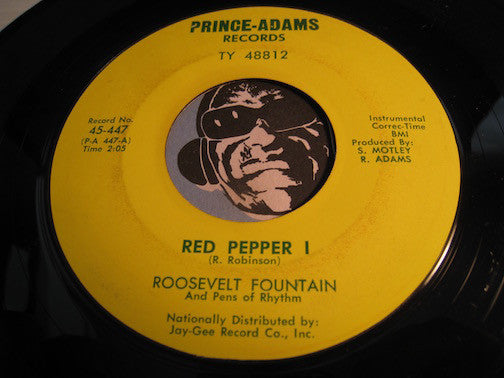 PRINCE-ADAMS
RECORDS
TY 48812
Record No.
45-447
(P-A 447-A)
Time 2:05
Instrumental
Correc-Time
BMI
Produced By:
S. MOTLEY
R. ADAMS
RED PEPPER I
(R. Robinson)
ROOSEVELT FOUNTAIN
And Pens of Rhythm
Nationally Distributed by:
Jay-Gee Record Co., Inc.